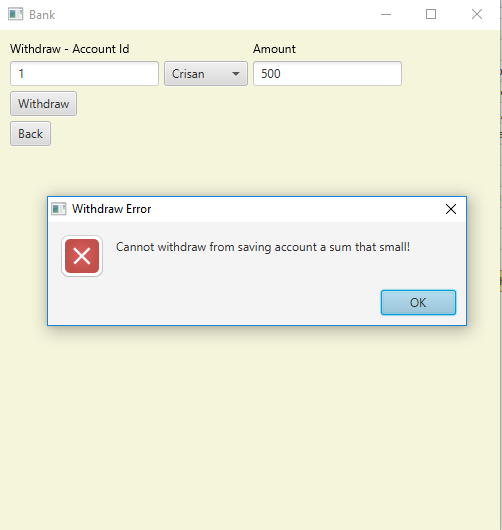 Bank
Withdraw - Account Id Amount
1 Crisan 500
Withdraw
Back
Withdraw Error
Cannot withdraw from saving account a sum that small!
OK